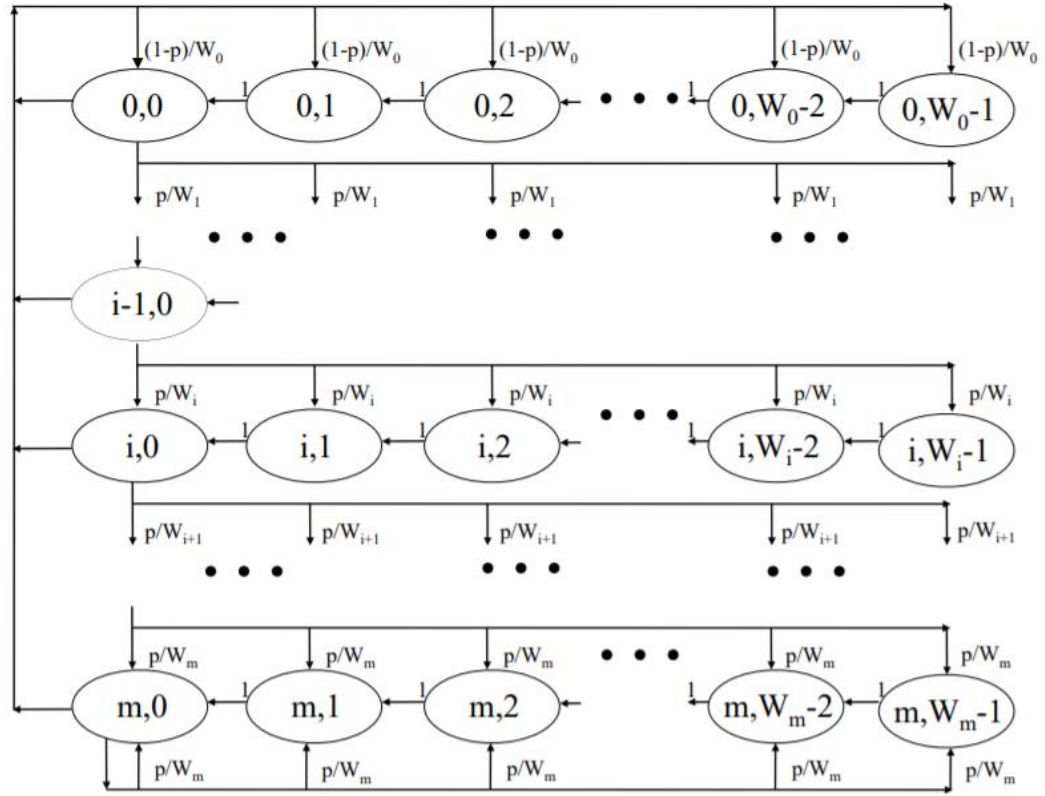 (1-p)/W₀ (1-p)/W₀ (1-p)/W₀ (1-p)/W₀ (1-p)/W₀
0,0 1 0,1 1 0,2 1 0,W₀-2 1 0,W₀-1
p/W₁ p/W₁ p/W₁ p/W₁ p/W₁
i-1,0
p/Wᵢ p/Wᵢ p/Wᵢ p/Wᵢ p/Wᵢ
i,0 1 i,1 1 i,2 1 i,Wᵢ-2 1 i,Wᵢ-1
p/Wᵢ₊₁ p/Wᵢ₊₁ p/Wᵢ₊₁ p/Wᵢ₊₁ p/Wᵢ₊₁
p/Wₘ p/Wₘ p/Wₘ p/Wₘ p/Wₘ
m,0 1 m,1 1 m,2 1 m,Wₘ-2 1 m,Wₘ-1
p/Wₘ p/Wₘ p/Wₘ p/Wₘ p/Wₘ